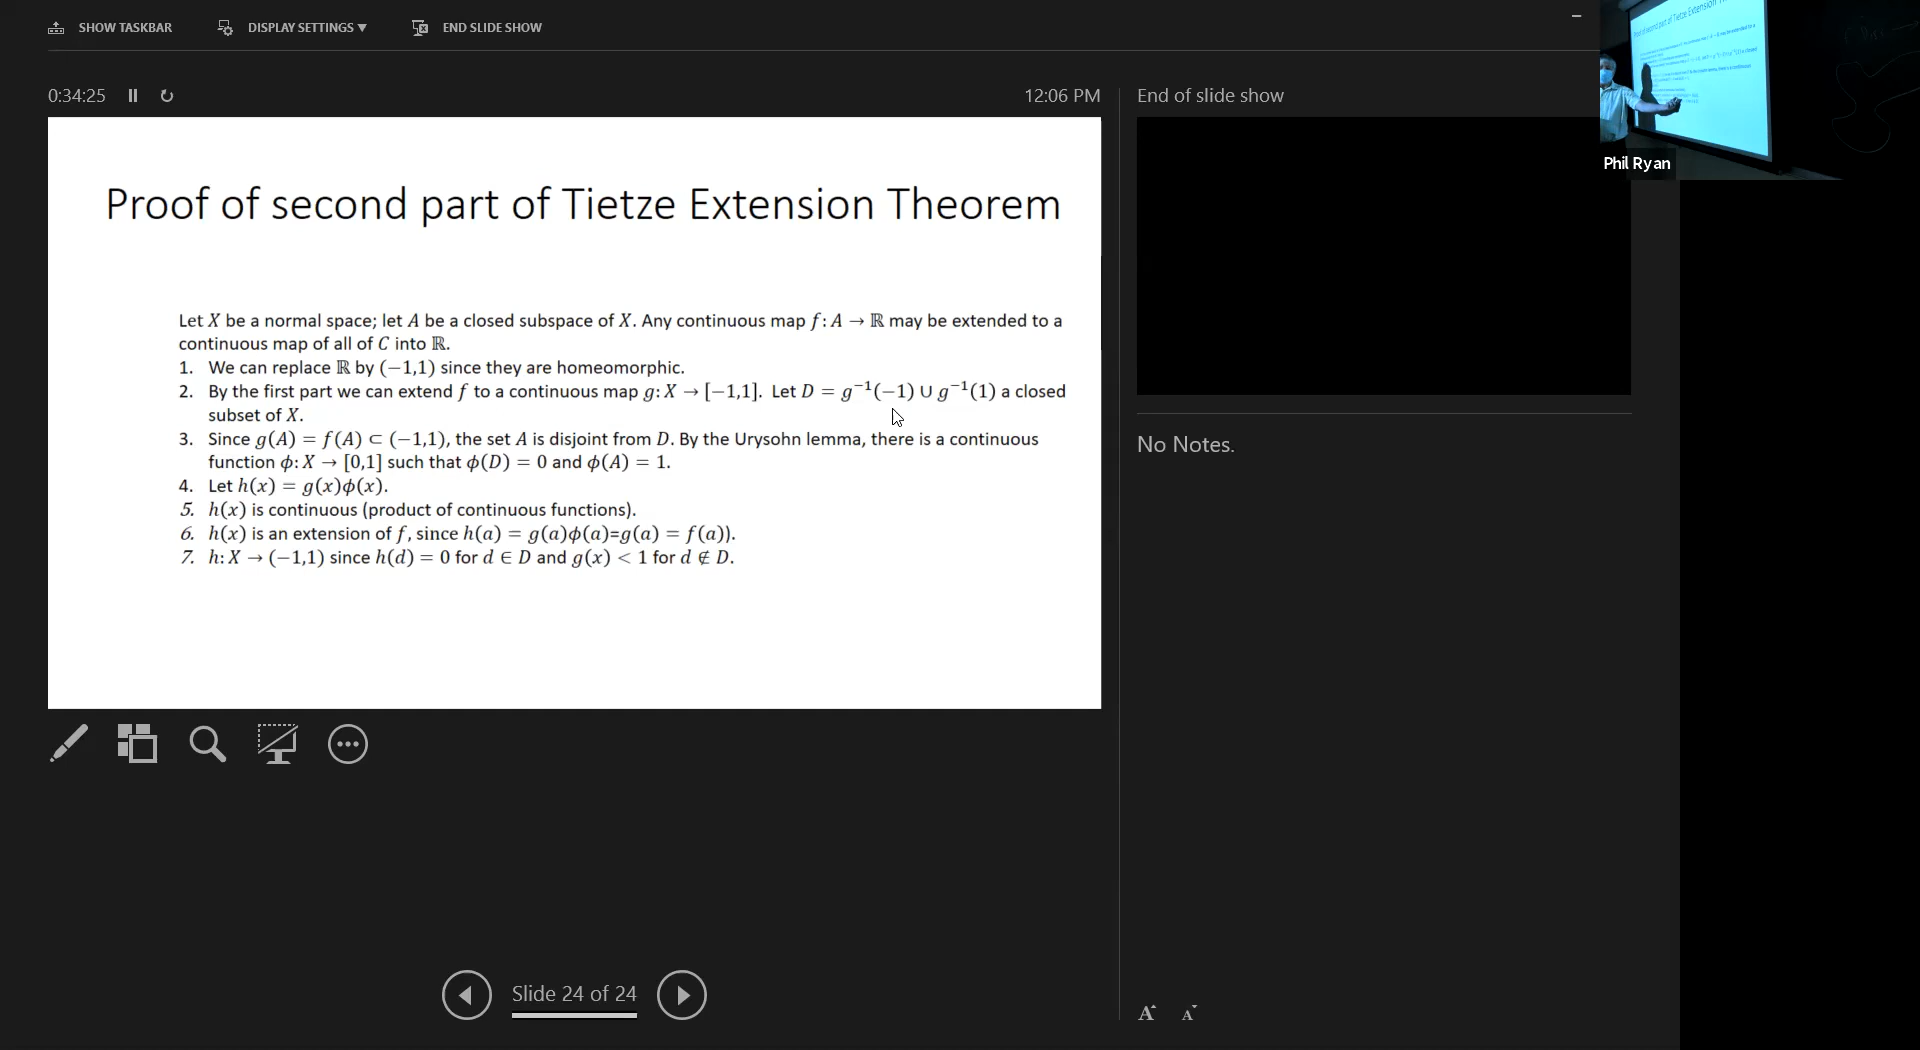 SHOW TASKBAR DISPLAY SETTINGS ▾ END SLIDE SHOW
0:34:25 12:06 PM End of slide show
Phil Ryan
Proof of second part of Tietze Extension Theorem
Let X be a normal space; let A be a closed subspace of X. Any continuous map f: A → ℝ may be extended to a
continuous map of all of C into ℝ.
1. We can replace ℝ by (−1,1) since they are homeomorphic.
2. By the first part we can extend f to a continuous map g: X → [−1,1]. Let D = g⁻¹(−1) ∪ g⁻¹(1) a closed
subset of X.
3. Since g(A) = f(A) ⊂ (−1,1), the set A is disjoint from D. By the Urysohn lemma, there is a continuous
function ϕ: X → [0,1] such that ϕ(D) = 0 and ϕ(A) = 1.
4. Let h(x) = g(x)ϕ(x).
5. h(x) is continuous (product of continuous functions).
6. h(x) is an extension of f, since h(a) = g(a)ϕ(a)=g(a) = f(a)).
7. h: X → (−1,1) since h(d) = 0 for d ∈ D and g(x) < 1 for d ∉ D.
No Notes.
Slide 24 of 24
A A